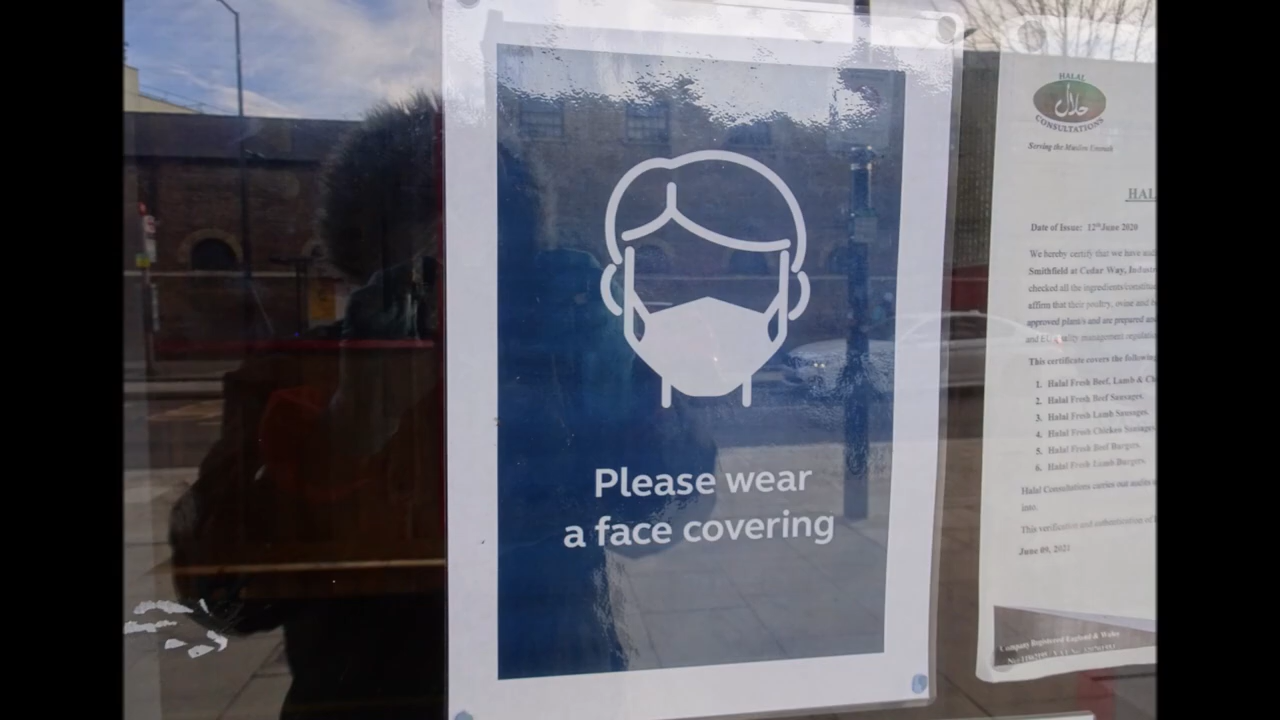 Please wear
a face covering
HALAL
حلال
CONSULTATIONS
Serving the Muslim Ummah
HAL
Date of Issue: 12th June 2020
We hereby certify that we have
Smithfield at Cedar Way, Indust
checked all the ingredients/constitue
affirm that their poultry, ovine and
approved plant/s and are prepared an
and EU quality management regulatio
This certificate covers the following
1. Halal Fresh Beef, Lamb & Ch
2. Halal Fresh Beef Sausages.
3. Halal Fresh Lamb Sausages.
4. Halal Fresh Chicken Sausages
5. Halal Fresh Beef Burgers.
6. Halal Fresh Lamb Burgers.
Halal Consultations carries out audits
into.
This verification and authentication of
June 09, 2021
Company Registered England & Wales